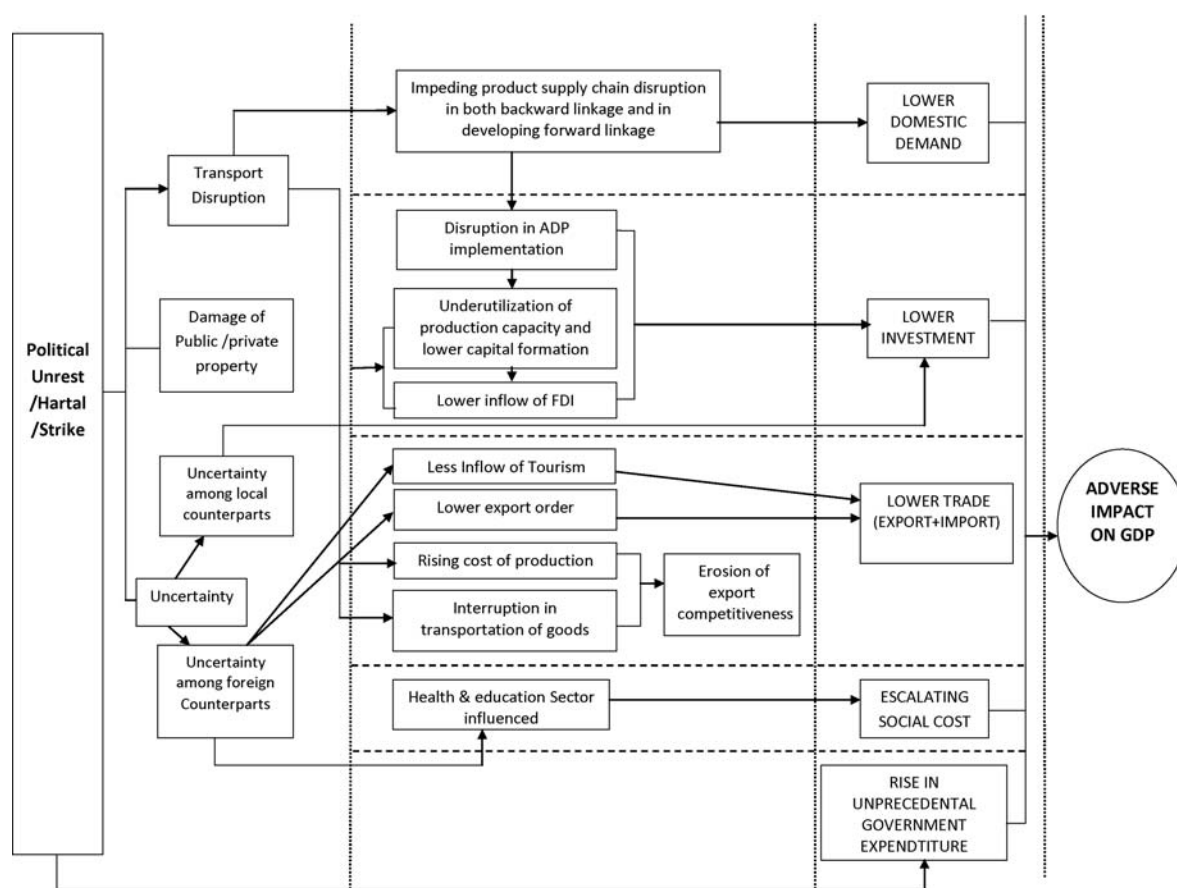 Political
Unrest
/Hartal
/Strike
Transport
Disruption
Damage of
Public /private
property
Uncertainty
among local
counterparts
Uncertainty
Uncertainty
among foreign
Counterparts
Impeding product supply chain disruption
in both backward linkage and in
developing forward linkage
Disruption in ADP
implementation
Underutilization of
production capacity and
lower capital formation
Lower inflow of FDI
Less Inflow of Tourism
Lower export order
Rising cost of production
Interruption in
transportation of goods
Erosion of
export
competitiveness
Health & education Sector
influenced
LOWER
DOMESTIC
DEMAND
LOWER
INVESTMENT
LOWER TRADE
(EXPORT+IMPORT)
ESCALATING
SOCIAL COST
RISE IN
UNPRECEDENTAL
GOVERNMENT
EXPENDTITURE
ADVERSE
IMPACT
ON GDP